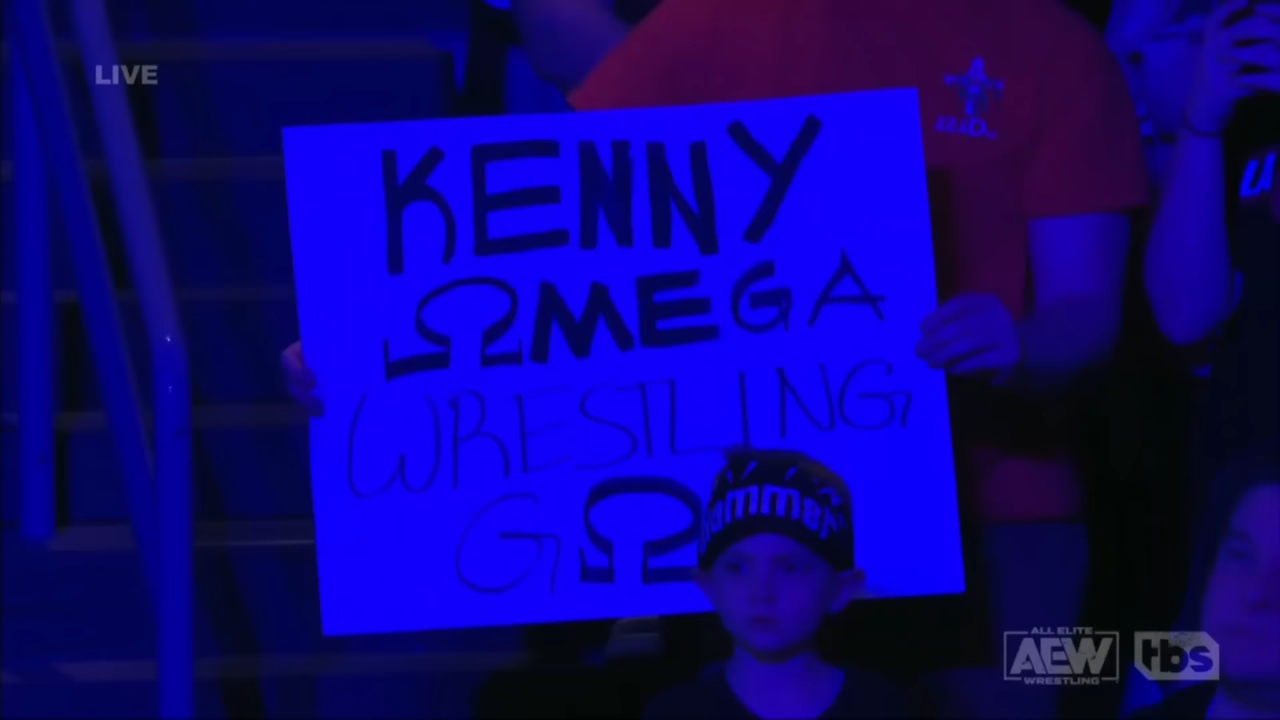 LIVE
KENNY
ΩMEGA
WRESTLING
GΩ
ALL ELITE
AEW
WRESTLING
tbs